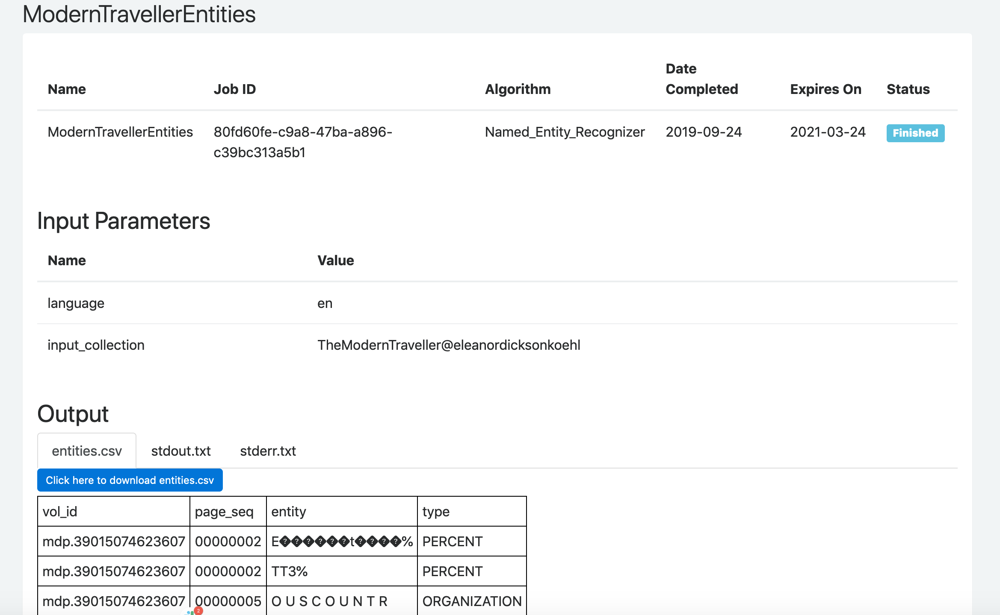 ModernTravellerEntities
Name Job ID Algorithm Date Completed Expires On Status
ModernTravellerEntities 80fd60fe-c9a8-47ba-a896-c39bc313a5b1 Named_Entity_Recognizer 2019-09-24 2021-03-24 Finished
Input Parameters
Name Value
language en
input_collection TheModernTraveller@eleanordicksonkoehl
Output
entities.csv stdout.txt stderr.txt
Click here to download entities.csv
vol_id page_seq entity type
mdp.39015074623607 00000002 E������t����% PERCENT
mdp.39015074623607 00000002 TT3% PERCENT
mdp.39015074623607 00000005 O U S C O U N T R ORGANIZATION
2